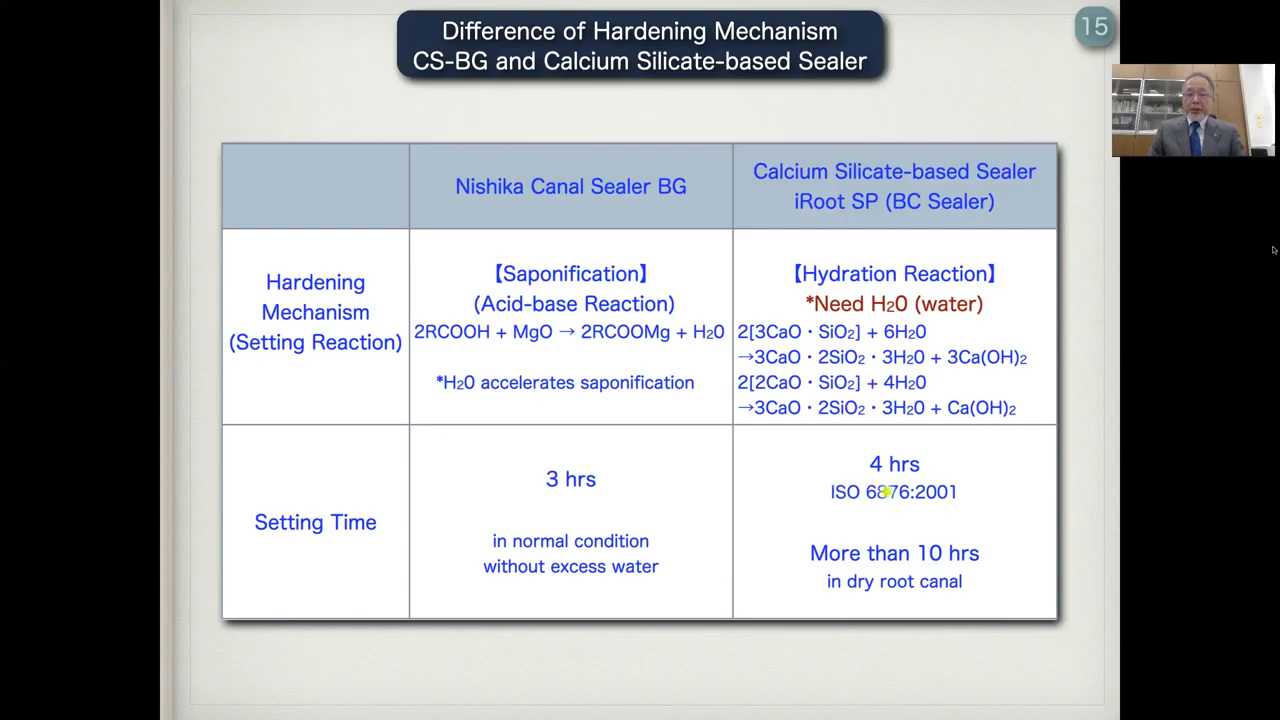 Difference of Hardening Mechanism
CS-BG and Calcium Silicate-based Sealer
15
Nishika Canal Sealer BG
Calcium Silicate-based Sealer
iRoot SP (BC Sealer)
Hardening
Mechanism
(Setting Reaction)
【Saponification】
(Acid-base Reaction)
2RCOOH + MgO → 2RCOOMg + H₂0
*H₂0 accelerates saponification
【Hydration Reaction】
*Need H₂0 (water)
2[3CaO・SiO₂] + 6H₂0
→3CaO・2SiO₂・3H₂0 + 3Ca(OH)₂
2[2CaO・SiO₂] + 4H₂0
→3CaO・2SiO₂・3H₂0 + Ca(OH)₂
Setting Time
3 hrs
in normal condition
without excess water
4 hrs
ISO 6876:2001
More than 10 hrs
in dry root canal